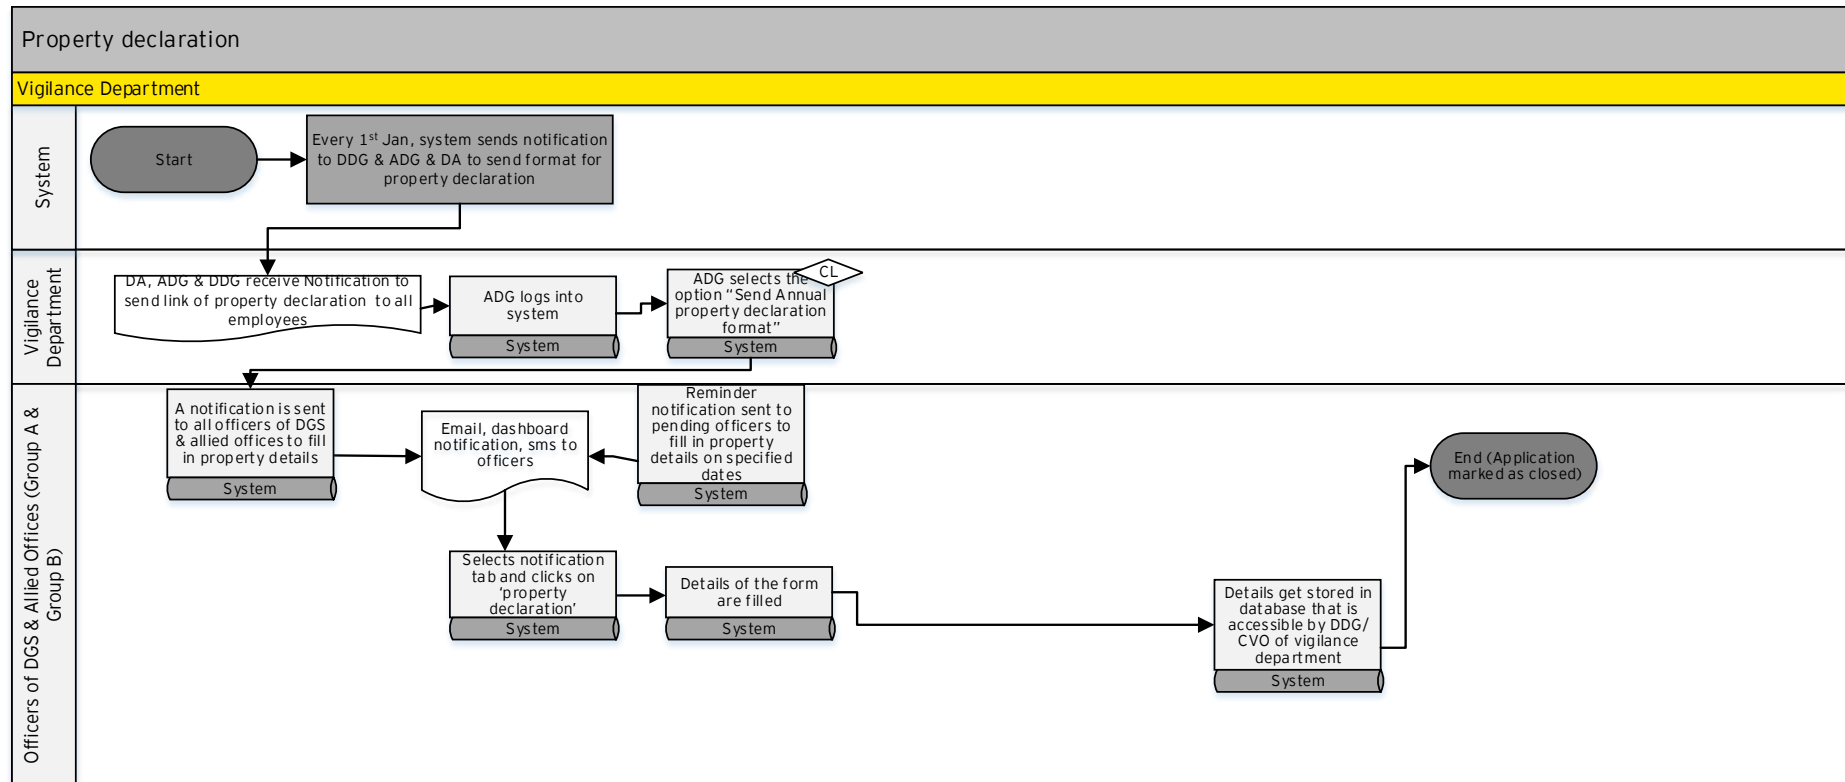 Property declaration
Vigilance Department
System
Start
Every 1st Jan, system sends notification
to DDG & ADG & DA to send format for
property declaration
Vigilance
Department
DA, ADG & DDG receive Notification to
send link of property declaration to all
employees
ADG logs into
system
System
CL
ADG selects the
option “Send Annual
property declaration
format”
System
Officers of DGS & Allied Offices (Group A &
Group B)
A notification is sent
to all officers of DGS
& allied offices to fill
in property details
System
Email, dashboard
notification, sms to
officers
Reminder
notification sent to
pending officers to
fill in property
details on specified
dates
System
End (Application
marked as closed)
Selects notification
tab and clicks on
‘property
declaration’
System
Details of the form
are filled
System
Details get stored in
database that is
accessible by DDG/
CVO of vigilance
department
System